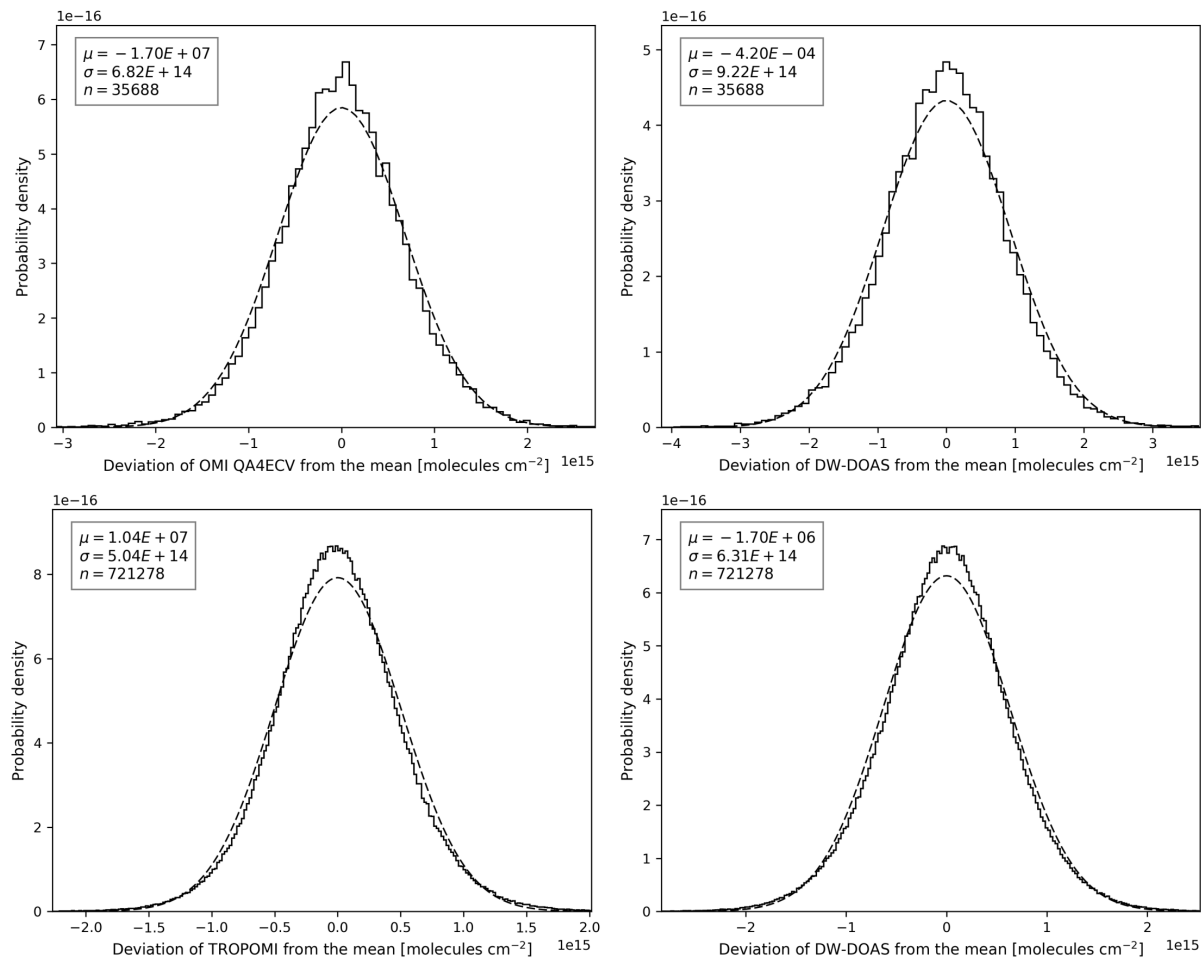 1e−16
μ = −1.70E + 07
σ = 6.82E + 14
n = 35688
Probability density
7
6
5
4
3
2
1
0
−3 −2 −1 0 1 2
Deviation of OMI QA4ECV from the mean [molecules cm⁻²] 1e15
1e−16
μ = −4.20E − 04
σ = 9.22E + 14
n = 35688
Probability density
5
4
3
2
1
0
−4 −3 −2 −1 0 1 2 3
Deviation of DW-DOAS from the mean [molecules cm⁻²] 1e15
1e−16
μ = 1.04E + 07
σ = 5.04E + 14
n = 721278
Probability density
8
6
4
2
0
−2.0 −1.5 −1.0 −0.5 0.0 0.5 1.0 1.5 2.0
Deviation of TROPOMI from the mean [molecules cm⁻²] 1e15
1e−16
μ = −1.70E + 06
σ = 6.31E + 14
n = 721278
Probability density
7
6
5
4
3
2
1
0
−2 −1 0 1 2
Deviation of DW-DOAS from the mean [molecules cm⁻²] 1e15